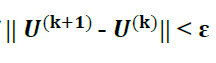 || U(k+1) - U(k)|| < ε